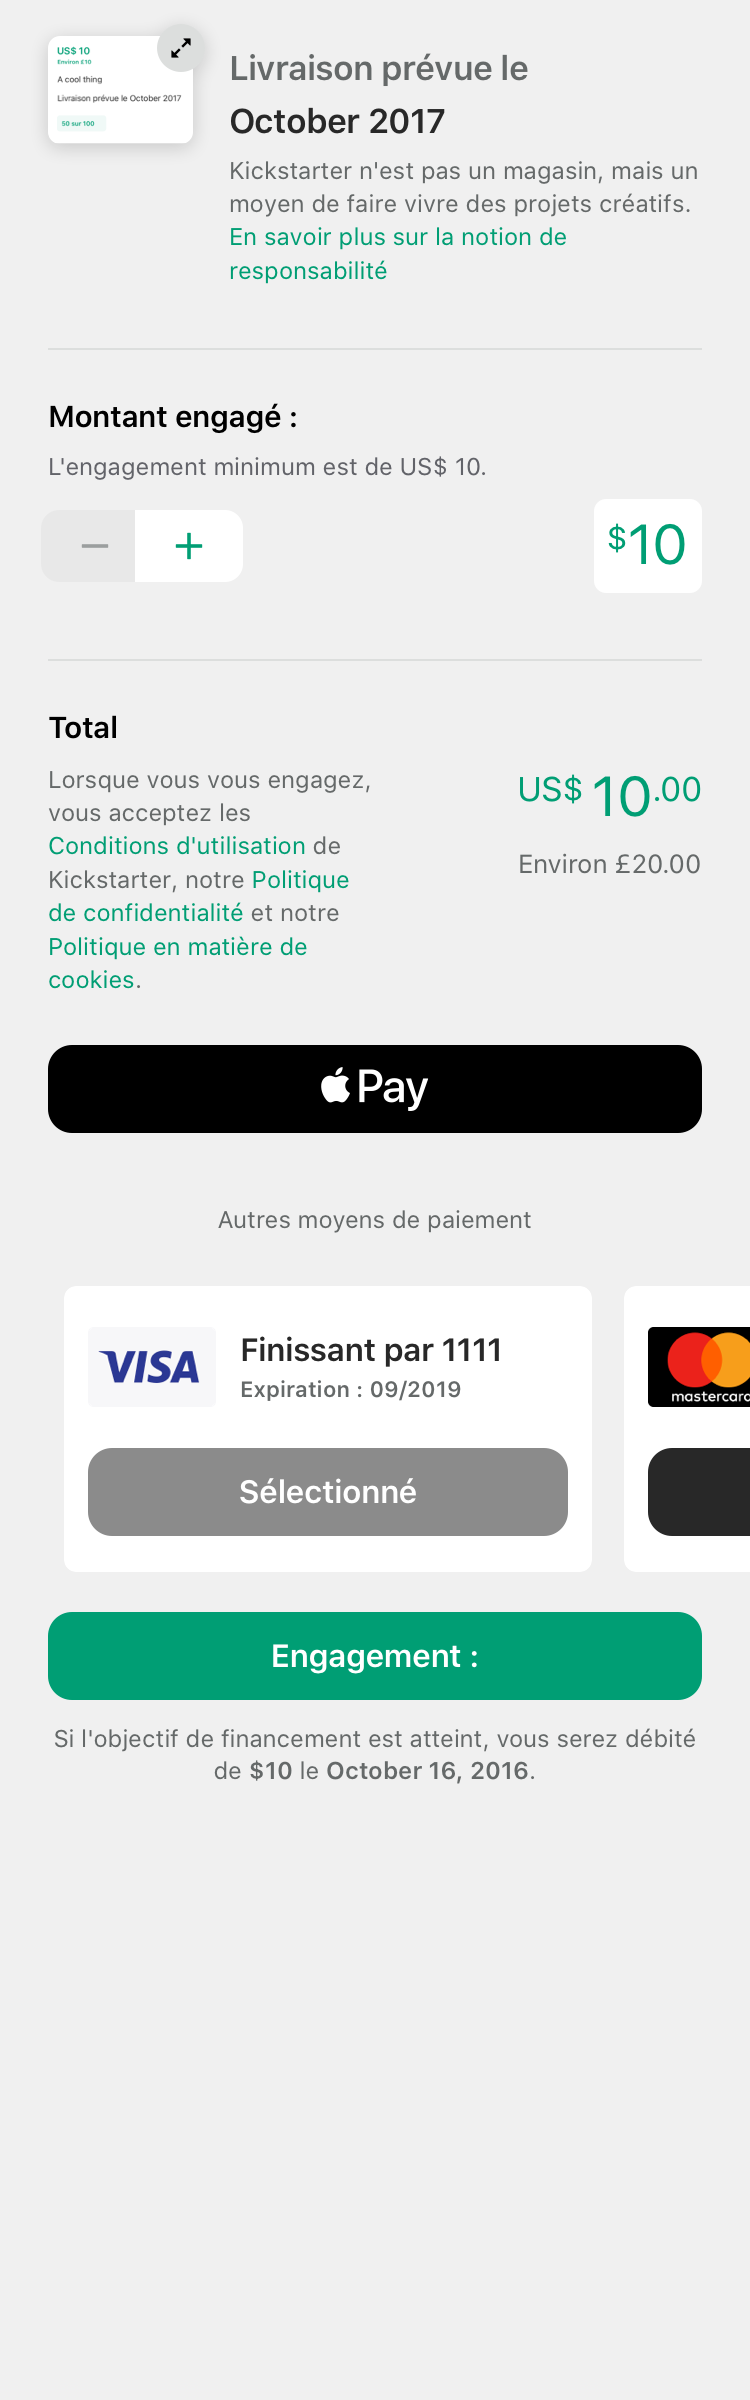 US$ 10
Environ £10
A cool thing
Livraison prévue le October 2017
50 sur 100
Livraison prévue le
October 2017
Kickstarter n'est pas un magasin, mais un
moyen de faire vivre des projets créatifs.
En savoir plus sur la notion de
responsabilité
Montant engagé :
L'engagement minimum est de US$ 10.
$10
Total
Lorsque vous vous engagez,
vous acceptez les
Conditions d'utilisation de
Kickstarter, notre Politique
de confidentialité et notre
Politique en matière de
cookies.
US$ 10.00
Environ £20.00
Pay
Autres moyens de paiement
VISA
Finissant par 1111
Expiration : 09/2019
Sélectionné
mastercard
Engagement :
Si l'objectif de financement est atteint, vous serez débité
de $10 le October 16, 2016.